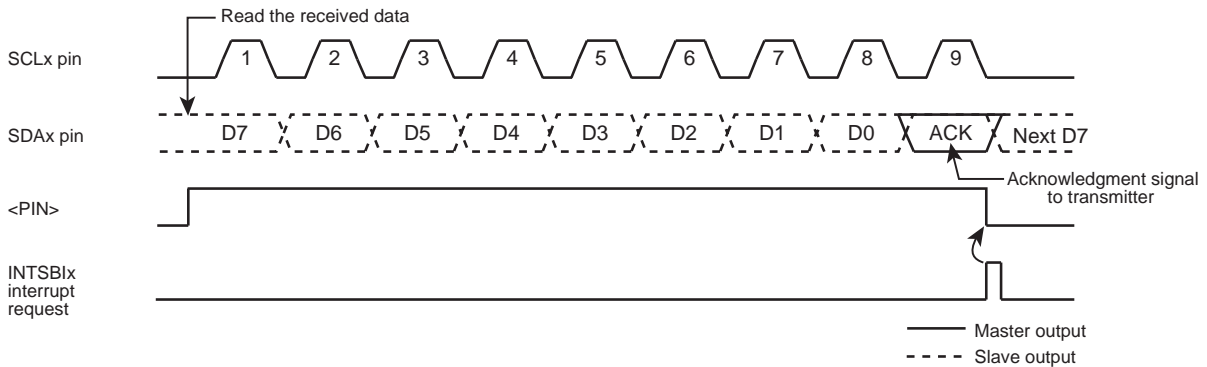 Read the received data
SCLx pin
1 2 3 4 5 6 7 8 9
SDAx pin
D7 D6 D5 D4 D3 D2 D1 D0 ACK Next D7
Acknowledgment signal
to transmitter
<PIN>
INTSBIx
interrupt
request
Master output
Slave output